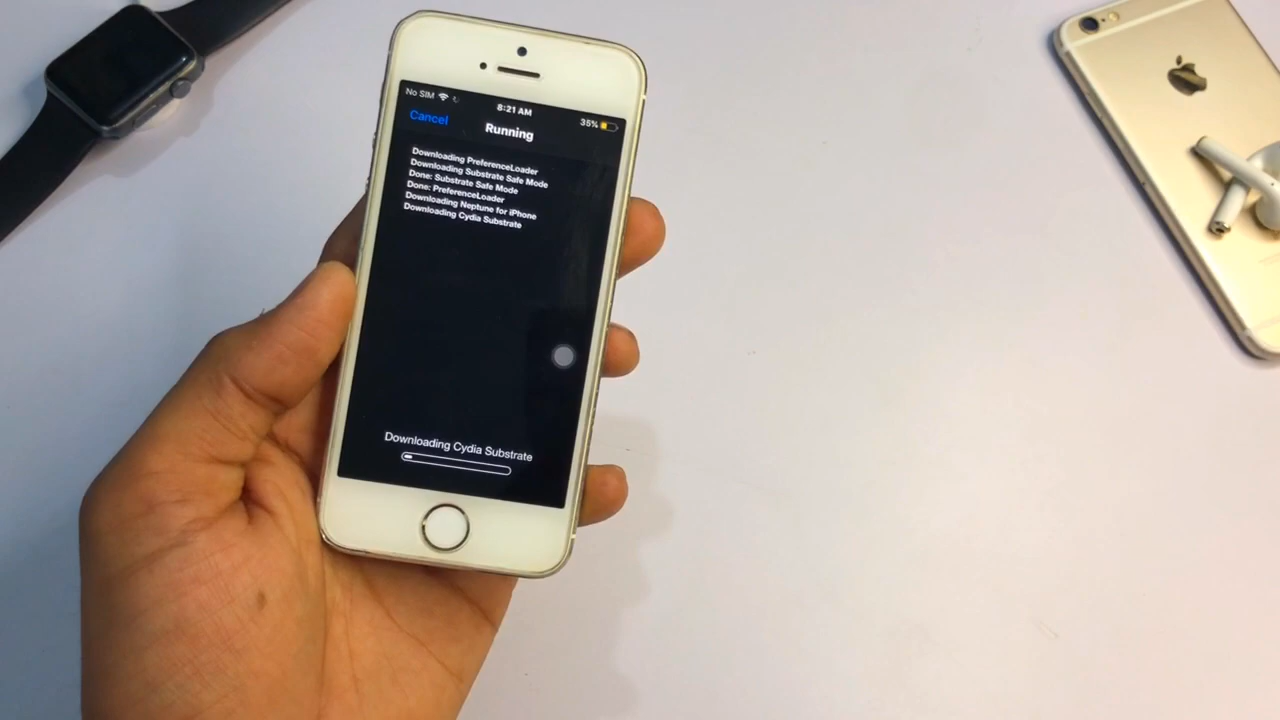 No SIM
8:21 AM
35%
Cancel
Running
Downloading PreferenceLoader
Downloading Substrate Safe Mode
Done: Substrate Safe Mode
Done: PreferenceLoader
Downloading Neptune for iPhone
Downloading Cydia Substrate
Downloading Cydia Substrate